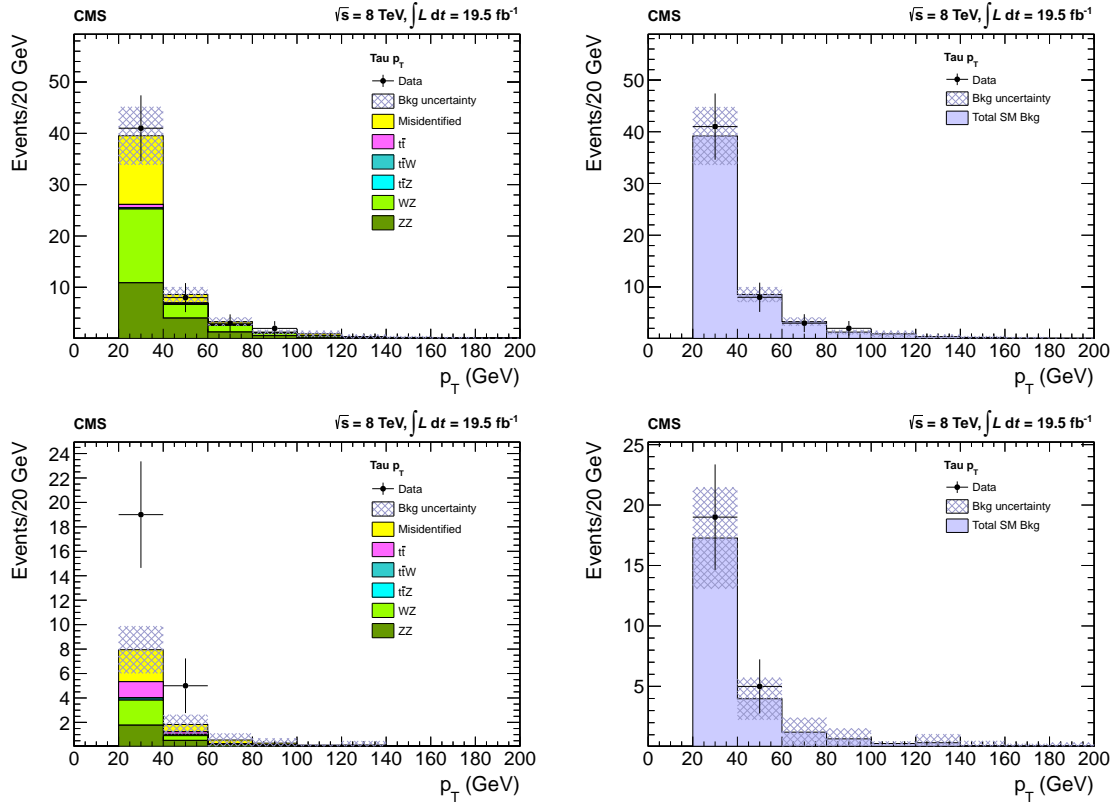 CMS
√s = 8 TeV, ∫L dt = 19.5 fb⁻¹
Events/20 GeV
50
40
30
20
10
Tau p_T
Data
Bkg uncertainty
Misidentified
tt̄
tt̄W
tt̄Z
WZ
ZZ
0 20 40 60 80 100 120 140 160 180 200
p_T (GeV)
CMS
√s = 8 TeV, ∫L dt = 19.5 fb⁻¹
Events/20 GeV
50
40
30
20
10
Tau p_T
Data
Bkg uncertainty
Total SM Bkg
0 20 40 60 80 100 120 140 160 180 200
p_T (GeV)
CMS
√s = 8 TeV, ∫L dt = 19.5 fb⁻¹
Events/20 GeV
24
22
20
18
16
14
12
10
8
6
4
2
Tau p_T
Data
Bkg uncertainty
Misidentified
tt̄
tt̄W
tt̄Z
WZ
ZZ
0 20 40 60 80 100 120 140 160 180 200
p_T (GeV)
CMS
√s = 8 TeV, ∫L dt = 19.5 fb⁻¹
Events/20 GeV
25
20
15
10
5
Tau p_T
Data
Bkg uncertainty
Total SM Bkg
0 20 40 60 80 100 120 140 160 180 200
p_T (GeV)